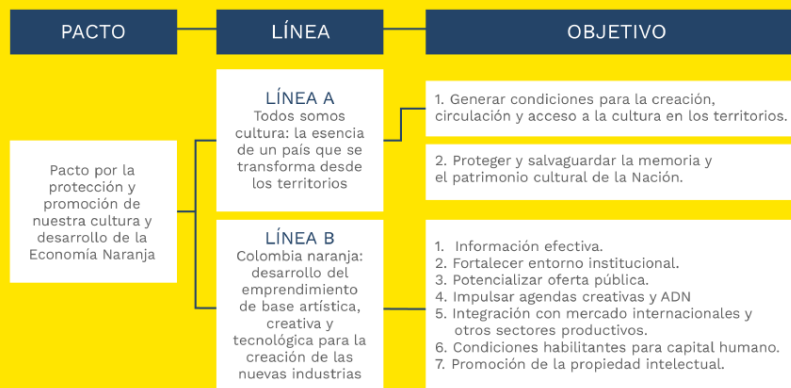 PACTO
LÍNEA
OBJETIVO
Pacto por la
protección y
promoción de
nuestra cultura y
desarrollo de la
Economía Naranja
LÍNEA A
Todos somos
cultura: la esencia
de un país que se
transforma desde
los territorios
1. Generar condiciones para la creación,
circulación y acceso a la cultura en los territorios.
2. Proteger y salvaguardar la memoria y
el patrimonio cultural de la Nación.
LÍNEA B
Colombia naranja:
desarrollo del
emprendimiento
de base artística,
creativa y
tecnológica para la
creación de las
nuevas industrias
1. Información efectiva.
2. Fortalecer entorno institucional.
3. Potencializar oferta pública.
4. Impulsar agendas creativas y ADN
5. Integración con mercado internacionales y
otros sectores productivos.
6. Condiciones habilitantes para capital humano.
7. Promoción de la propiedad intelectual.